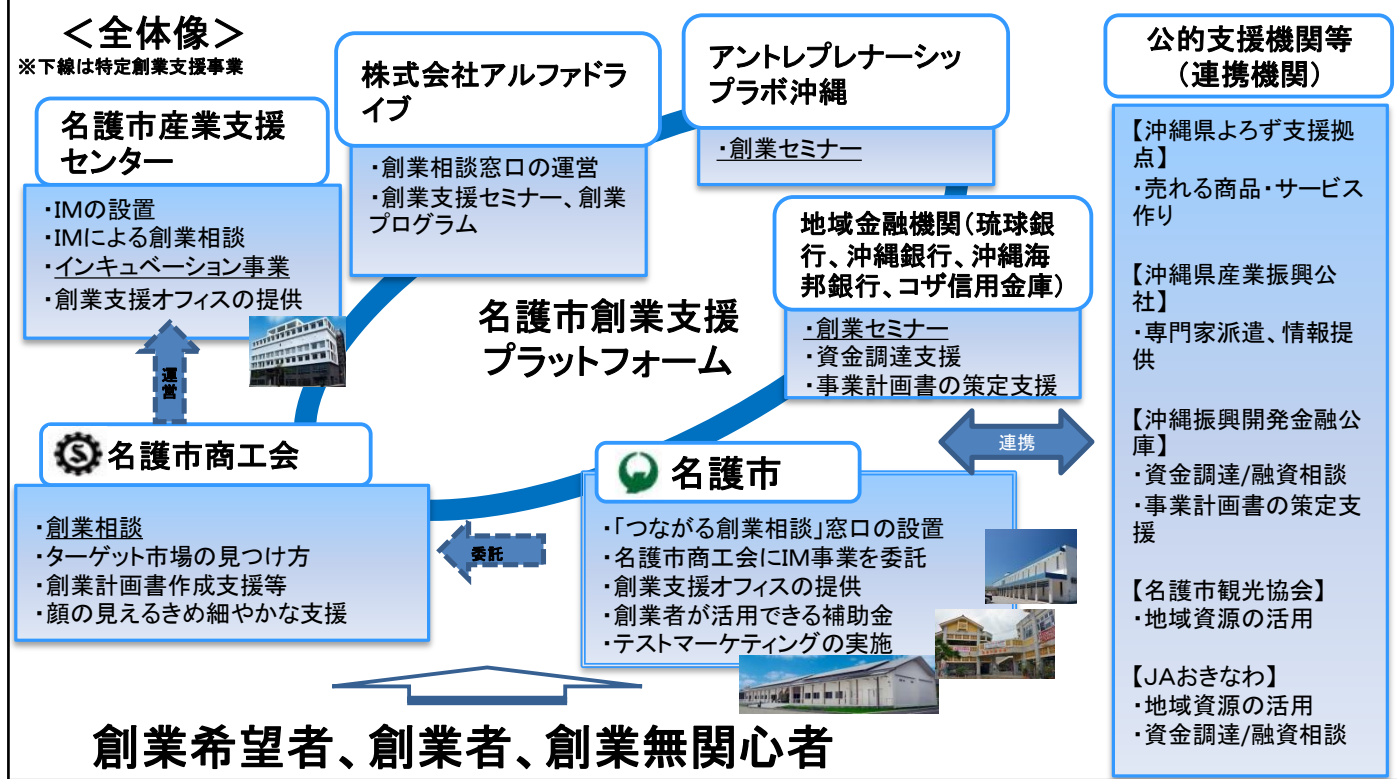 <全体像>
※下線は特定創業支援事業
名護市産業支援
センター
・IMの設置
・IMによる創業相談
・インキュベーション事業
・創業支援オフィスの提供
株式会社アルファドラ
イブ
・創業相談窓口の運営
・創業支援セミナー、創業
プログラム
アントレプレナーシッ
プラボ沖縄
・創業セミナー
地域金融機関(琉球銀
行、沖縄銀行、沖縄海
邦銀行、コザ信用金庫)
・創業セミナー
・資金調達支援
・事業計画書の策定支援
名護市創業支援
プラットフォーム
運営
名護市商工会
・創業相談
・ターゲット市場の見つけ方
・創業計画書作成支援等
・顔の見えるきめ細やかな支援
委託
名護市
・「つながる創業相談」窓口の設置
・名護市商工会にIM事業を委託
・創業支援オフィスの提供
・創業者が活用できる補助金
・テストマーケティングの実施
連携
公的支援機関等
(連携機関)
【沖縄県よろず支援拠
点】
・売れる商品・サービス
作り
【沖縄県産業振興公
社】
・専門家派遣、情報提
供
【沖縄振興開発金融公
庫】
・資金調達/融資相談
・事業計画書の策定支
援
【名護市観光協会】
・地域資源の活用
【JAおきなわ】
・地域資源の活用
・資金調達/融資相談
創業希望者、創業者、創業無関心者